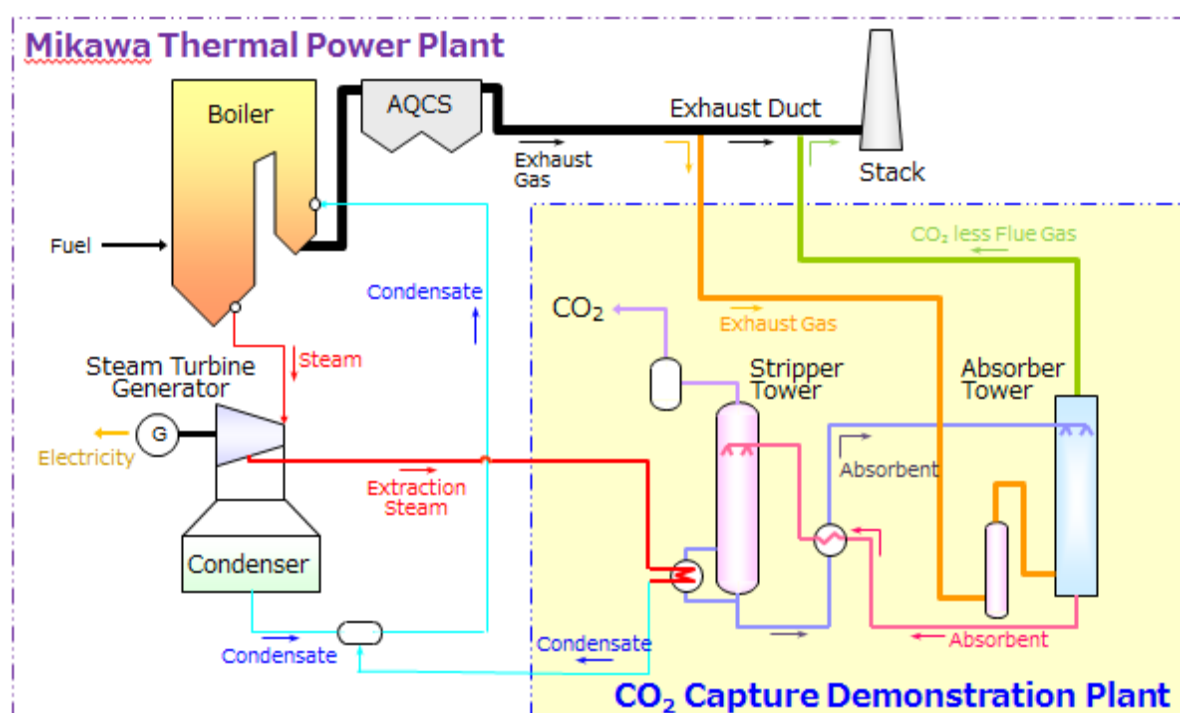 Mikawa Thermal Power Plant
Boiler
AQCS
Exhaust Duct
Exhaust
Gas
Stack
Fuel
CO₂ less Flue Gas
Condensate
CO₂
Exhaust Gas
Steam
Steam Turbine
Generator
Stripper
Tower
Absorber
Tower
G
Electricity
Extraction
Steam
Absorbent
Condenser
Condensate
Condensate
Absorbent
CO₂ Capture Demonstration Plant